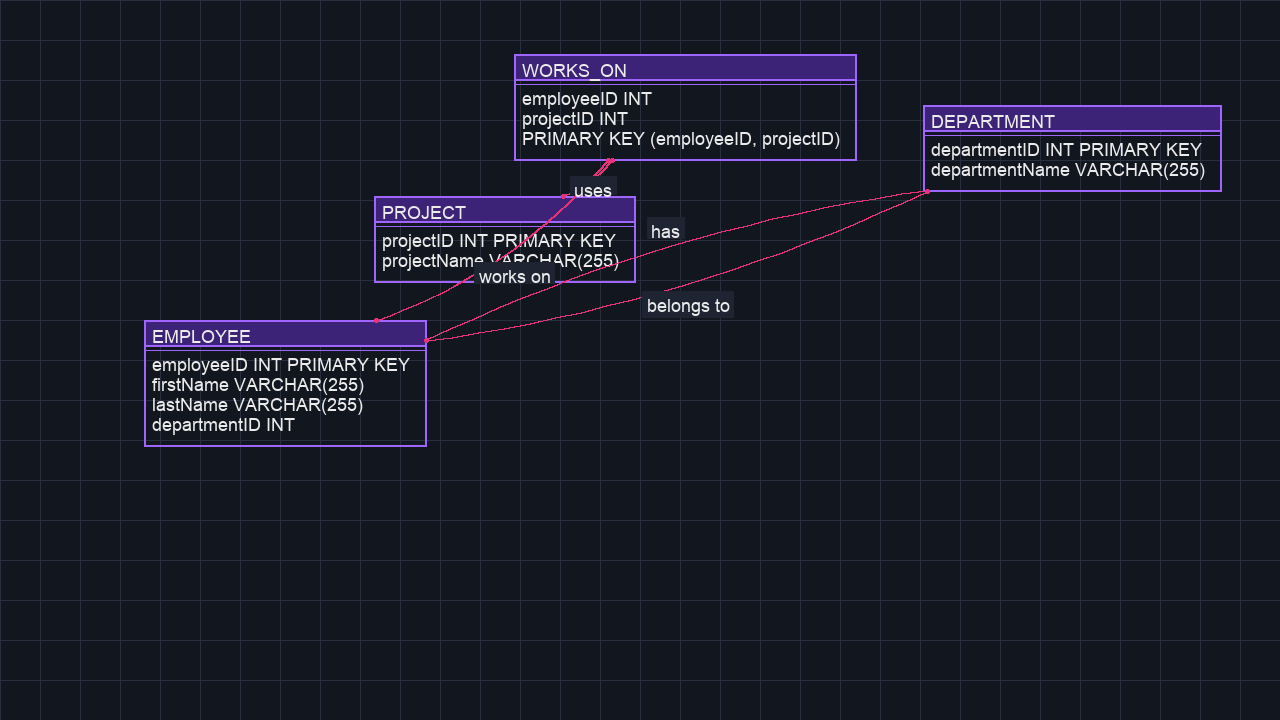 WORKS_ON
employeeID INT
projectID INT
PRIMARY KEY (employeeID, projectID)
DEPARTMENT
departmentID INT PRIMARY KEY
departmentName VARCHAR(255)
uses
PROJECT
projectID INT PRIMARY KEY
projectName VARCHAR(255)
has
works on
belongs to
EMPLOYEE
employeeID INT PRIMARY KEY
firstName VARCHAR(255)
lastName VARCHAR(255)
departmentID INT